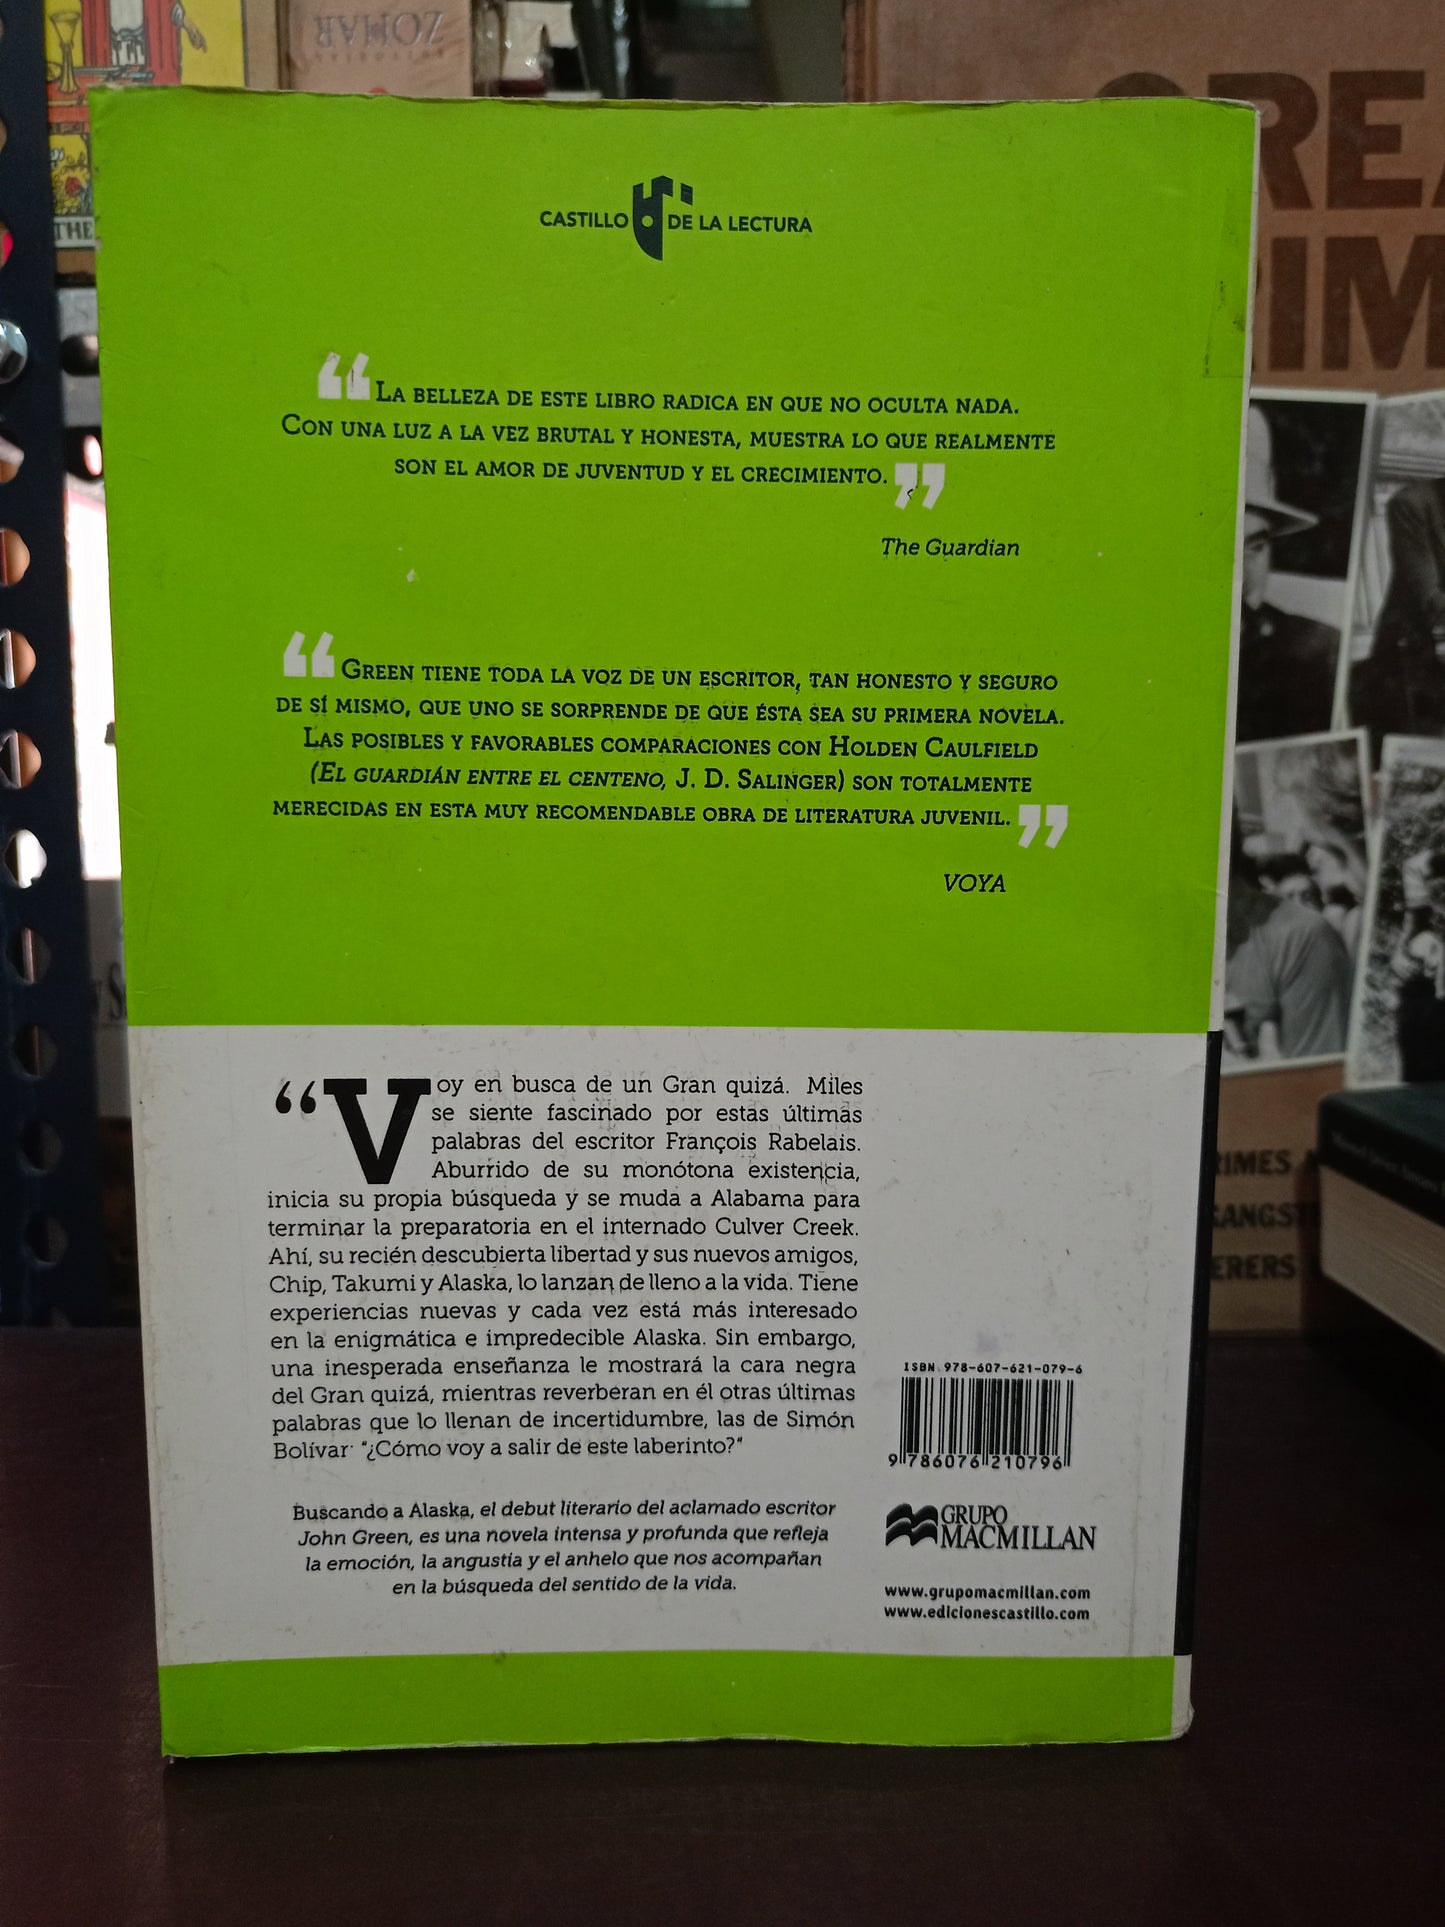 ZOMAR
THE
CASTILLO DE LA LECTURA
“La belleza de este libro radica en que no oculta nada.
Con una luz a la vez brutal y honesta, muestra lo que realmente
son el amor de juventud y el crecimiento.”
The Guardian
“Green tiene toda la voz de un escritor, tan honesto y seguro
de sí mismo, que uno se sorprende de que ésta sea su primera novela.
Las posibles y favorables comparaciones con Holden Caulfield
(El guardián entre el centeno, J. D. Salinger) son totalmente
merecidas en esta muy recomendable obra de literatura juvenil.”
VOYA
“Voy en busca de un Gran quizá. Miles
se siente fascinado por estas últimas
palabras del escritor François Rabelais.
Aburrido de su monótona existencia,
inicia su propia búsqueda y se muda a Alabama para
terminar la preparatoria en el internado Culver Creek.
Ahí, su recién descubierta libertad y sus nuevos amigos,
Chip, Takumi y Alaska, lo lanzan de lleno a la vida. Tiene
experiencias nuevas y cada vez está más interesado
en la enigmática e impredecible Alaska. Sin embargo,
una inesperada enseñanza le mostrará la cara negra
del Gran quizá, mientras reverberan en él otras últimas
palabras que lo llenan de incertidumbre, las de Simón
Bolívar: "¿Cómo voy a salir de este laberinto?"
Buscando a Alaska, el debut literario del aclamado escritor
John Green, es una novela intensa y profunda que refleja
la emoción, la angustia y el anhelo que nos acompañan
en la búsqueda del sentido de la vida.
ISBN 978-607-621-079-6
9 786076 210796
GRUPO
MACMILLAN
www.grupomacmillan.com
www.edicionescastillo.com